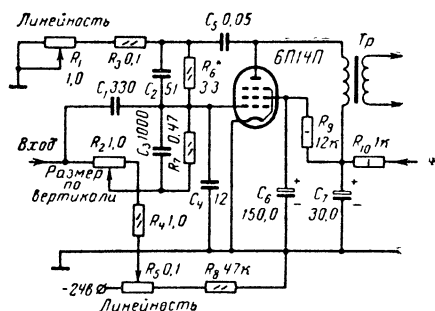 Линейность
C₅ 0,05
6П14П
Тр
R₁ 1,0
R₃ 0,1
C₁ 330
C₂ 51
R₆* 3,3
R₉ 12к
R₁₀ 1к
Вход
R₂ 1,0
C₃ 1000
0,47 R₇
Размер
по
вертикали
C₄ 12
C₆ 150,0
C₇ 30,0
+
−
+
−
R₄ 1,0
-24в
R₅ 0,1
R₈ 47к
Линейность